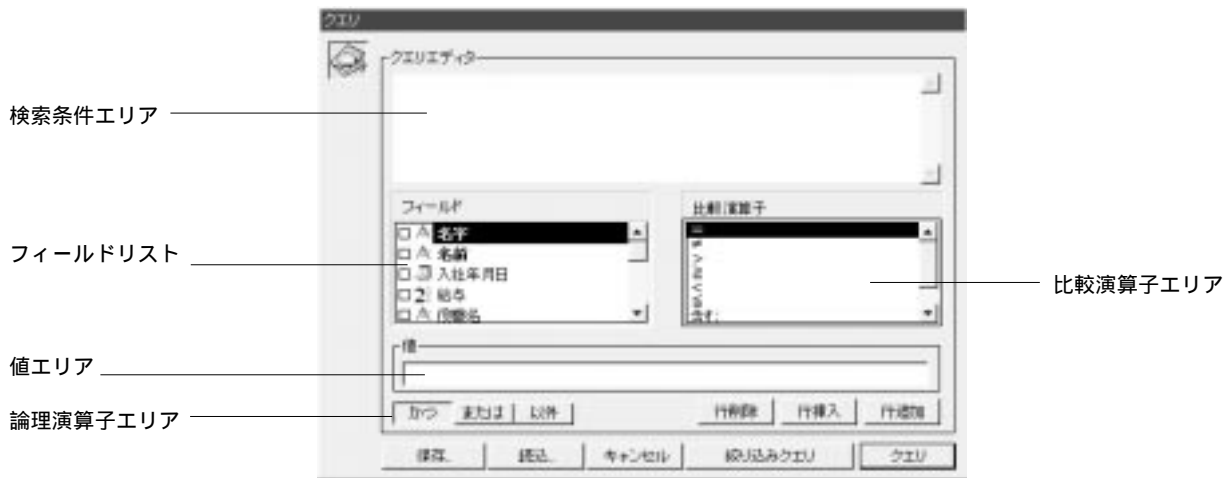 クエリ
クエリエディタ
検索条件エリア
フィールド
比較演算子
名字
=
名前
≠
フィールドリスト
入社年月日
>
≧
比較演算子エリア
給与
<
≦
役職名
含む
値
値エリア
論理演算子エリア
かつ または 以外 行削除 行挿入 行追加
保存... 読込... キャンセル 絞り込みクエリ クエリ